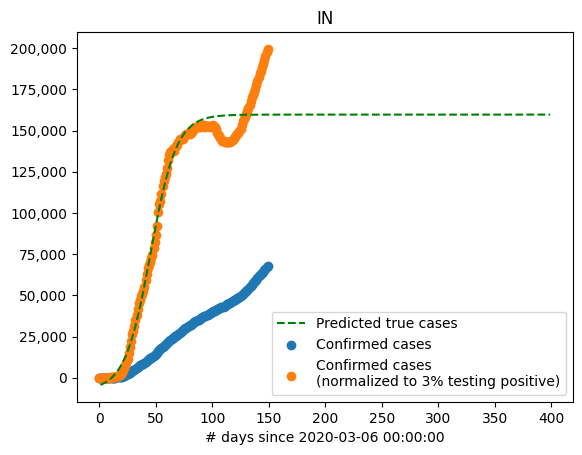 IN
200,000
175,000
150,000
125,000
100,000
75,000
50,000
25,000
0
Predicted true cases
Confirmed cases
Confirmed cases
(normalized to 3% testing positive)
0 50 100 150 200 250 300 350 400
# days since 2020-03-06 00:00:00